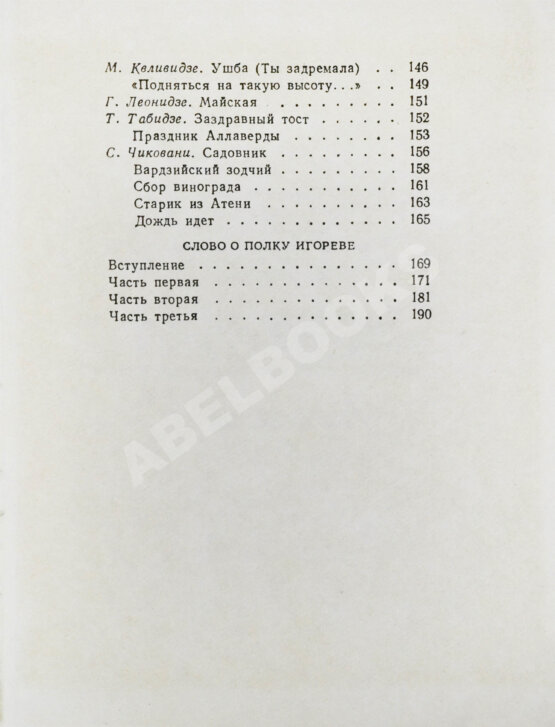 М. Квливидзе. Ушба (Ты задремала) . . 146
«Подняться на такую высоту. . .» . . 149
Г. Леонидзе. Майская . . . . . . . . . 151
Т. Табидзе. Заздравный тост . . . . . . 152
Праздник Аллаверды . . . . . . . 153
С. Чиковани. Садовник . . . . . . . . . 156
Вардзийский зодчий . . . . . . . . 158
Сбор винограда . . . . . . . . . . 161
Старик из Атени . . . . . . . . . . 163
Дождь идет . . . . . . . . . . . . 165
СЛОВО О ПОЛКУ ИГОРЕВЕ
Вступление . . . . . . . . . . . . . . 169
Часть первая . . . . . . . . . . . . . 171
Часть вторая . . . . . . . . . . . . . 181
Часть третья . . . . . . . . . . . . . 190
ABELBOOKS